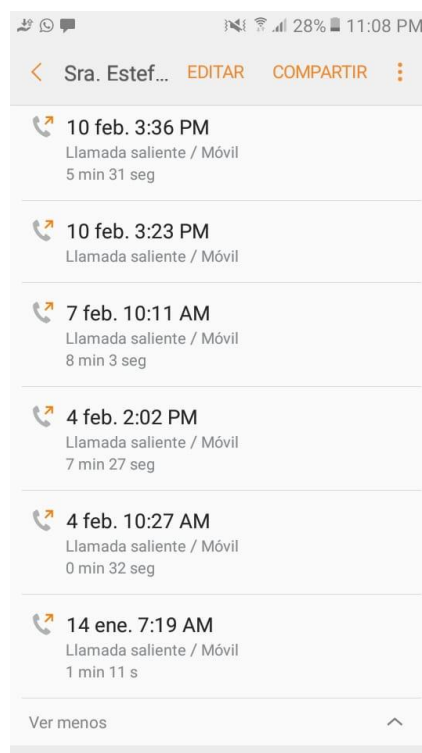 28% 11:08 PM
Sra. Estef... EDITAR COMPARTIR
10 feb. 3:36 PM
Llamada saliente / Móvil
5 min 31 seg
10 feb. 3:23 PM
Llamada saliente / Móvil
7 feb. 10:11 AM
Llamada saliente / Móvil
8 min 3 seg
4 feb. 2:02 PM
Llamada saliente / Móvil
7 min 27 seg
4 feb. 10:27 AM
Llamada saliente / Móvil
0 min 32 seg
14 ene. 7:19 AM
Llamada saliente / Móvil
1 min 11 s
Ver menos